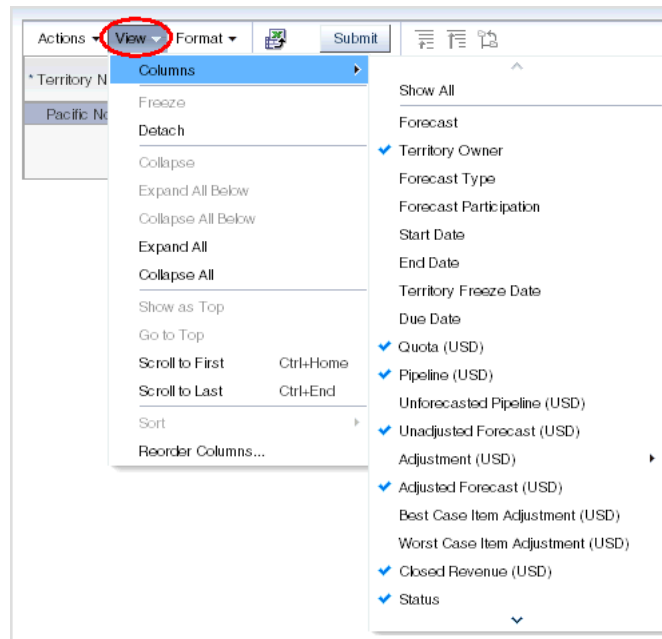 Actions View Format Submit
* Territory N
Pacific No
Columns
Freeze
Detach
Collapse
Expand All Below
Collapse All Below
Expand All
Collapse All
Show as Top
Go to Top
Scroll to First Ctrl+Home
Scroll to Last Ctrl+End
Sort
Reorder Columns...
Show All
Forecast
Territory Owner
Forecast Type
Forecast Participation
Start Date
End Date
Territory Freeze Date
Due Date
Quota (USD)
Pipeline (USD)
Unforecasted Pipeline (USD)
Unadjusted Forecast (USD)
Adjustment (USD)
Adjusted Forecast (USD)
Best Case Item Adjustment (USD)
Worst Case Item Adjustment (USD)
Closed Revenue (USD)
Status